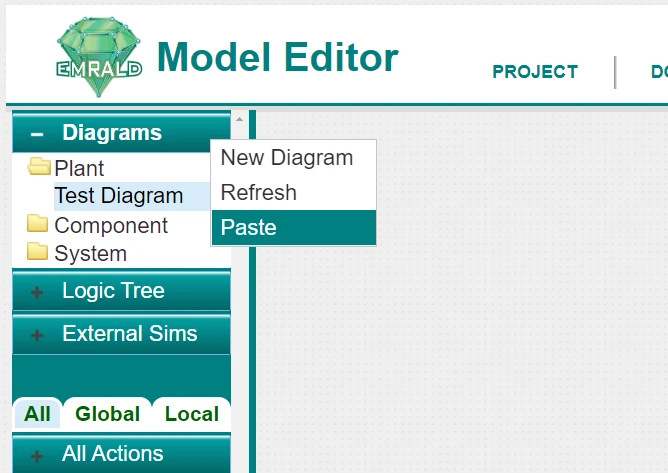 EMRALD
Model Editor
PROJECT
DO
Diagrams
Plant
Test Diagram
Component
System
New Diagram
Refresh
Paste
Logic Tree
External Sims
All Global Local
All Actions